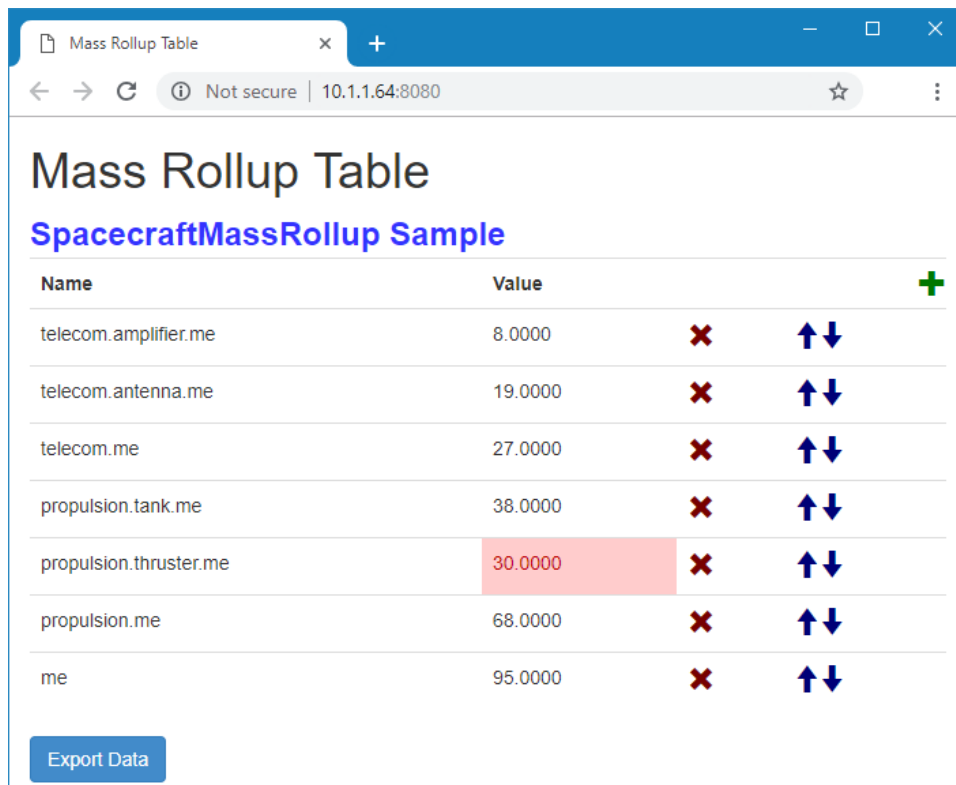 Mass Rollup Table
Not secure | 10.1.1.64:8080
Mass Rollup Table
SpacecraftMassRollup Sample
Name Value
telecom.amplifier.me 8.0000
telecom.antenna.me 19.0000
telecom.me 27.0000
propulsion.tank.me 38.0000
propulsion.thruster.me 30.0000
propulsion.me 68.0000
me 95.0000
Export Data